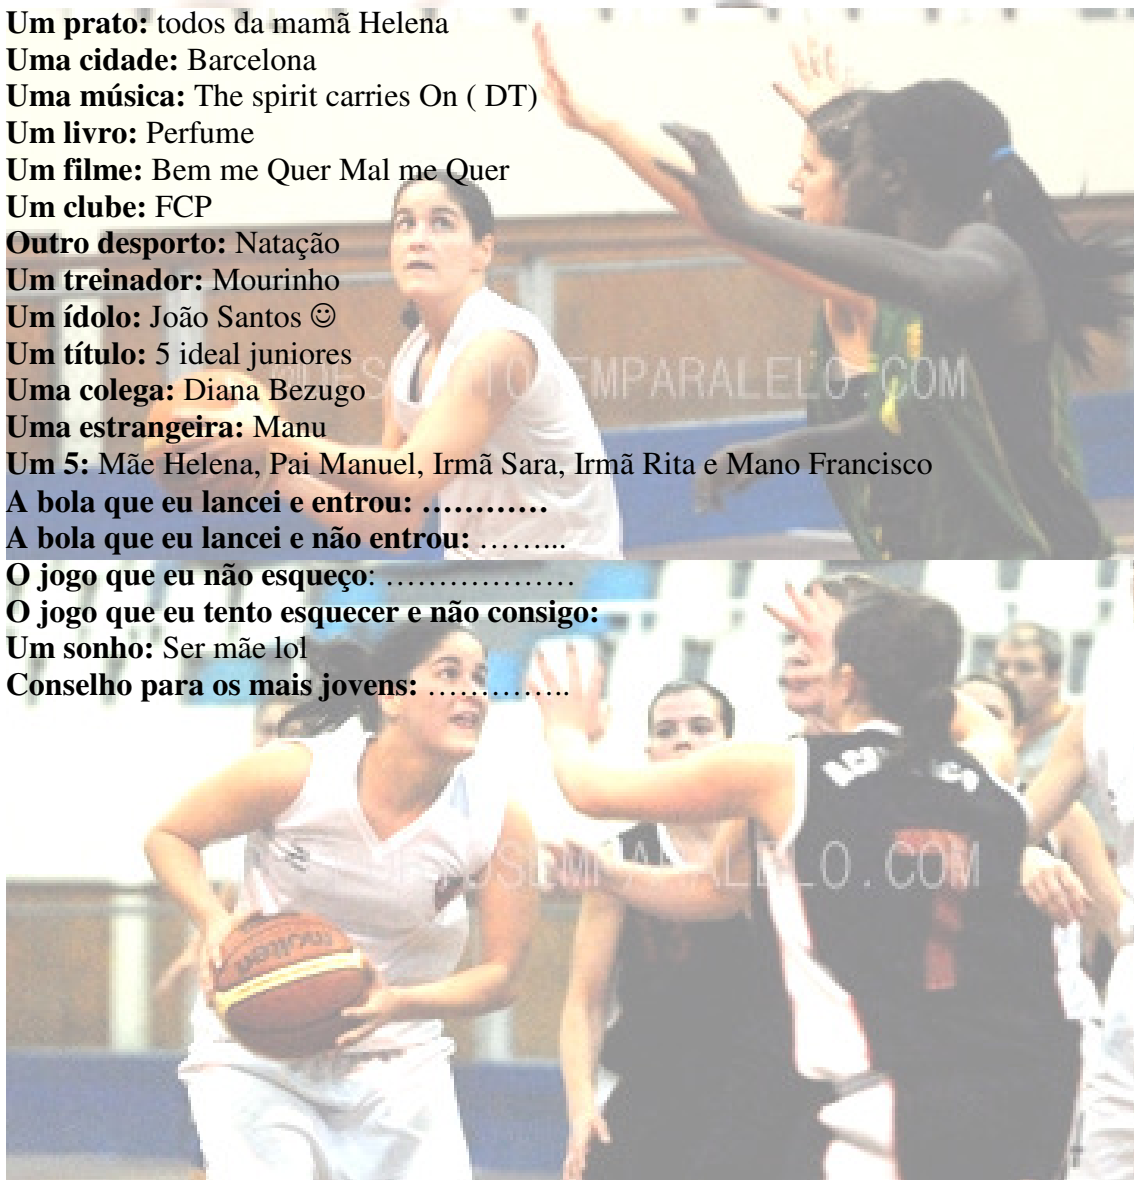 Um prato: todos da mamã Helena
Uma cidade: Barcelona
Uma música: The spirit carries On ( DT)
Um livro: Perfume
Um filme: Bem me Quer Mal me Quer
Um clube: FCP
Outro desporto: Natação
Um treinador: Mourinho
Um ídolo: João Santos ☺
Um título: 5 ideal juniores
Uma colega: Diana Bezugo
Uma estrangeira: Manu
Um 5: Mãe Helena, Pai Manuel, Irmã Sara, Irmã Rita e Mano Francisco
A bola que eu lancei e entrou: …………
A bola que eu lancei e não entrou: ……...
O jogo que eu não esqueço: ………………
O jogo que eu tento esquecer e não consigo:
Um sonho: Ser mãe lol
Conselho para os mais jovens: …………..
molten